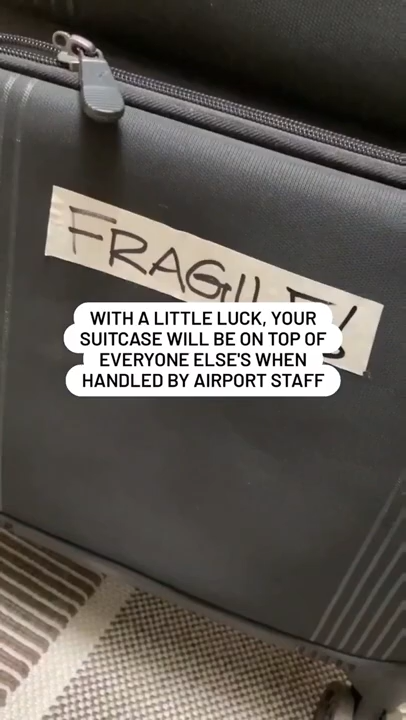 FRAGILE!
WITH A LITTLE LUCK, YOUR
SUITCASE WILL BE ON TOP OF
EVERYONE ELSE'S WHEN
HANDLED BY AIRPORT STAFF